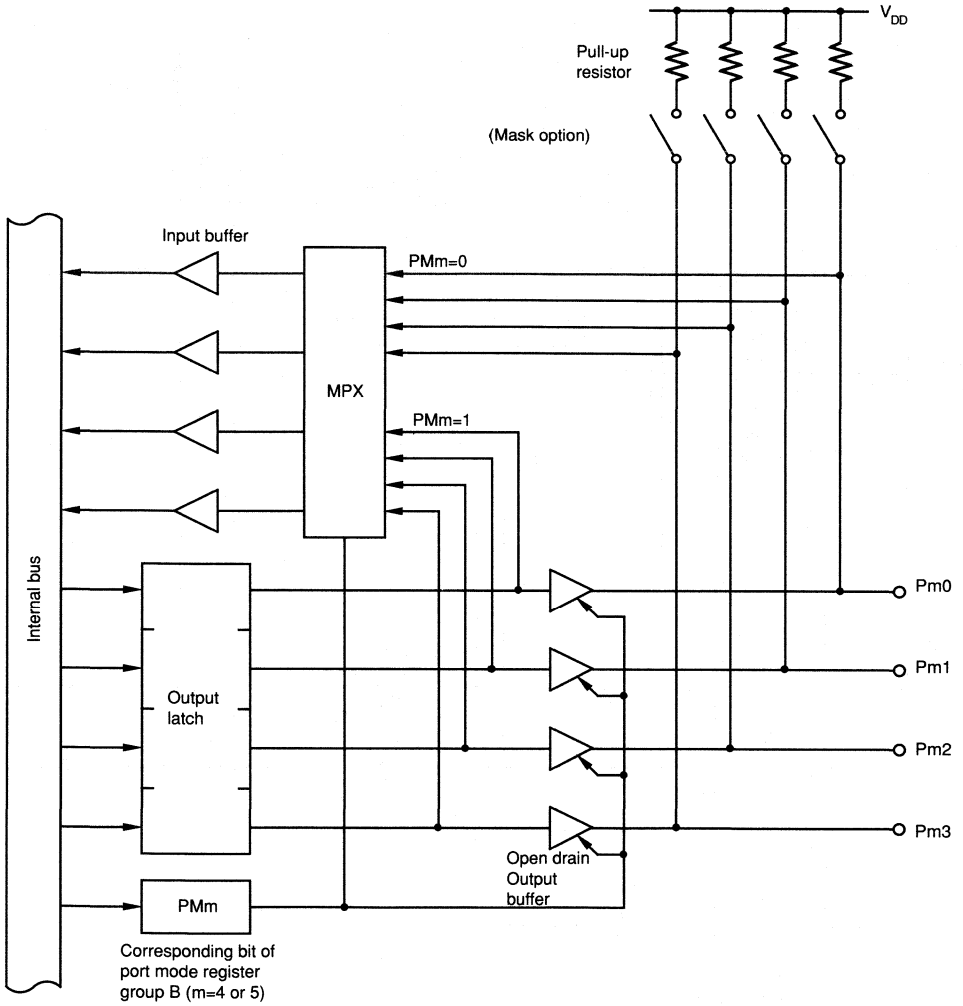 VDD
Pull-up
resistor
(Mask option)
Input buffer
PMm=0
MPX
PMm=1
Internal bus
Pm0
Pm1
Output
latch
Pm2
Pm3
Open drain
Output
buffer
PMm
Corresponding bit of
port mode register
group B (m=4 or 5)